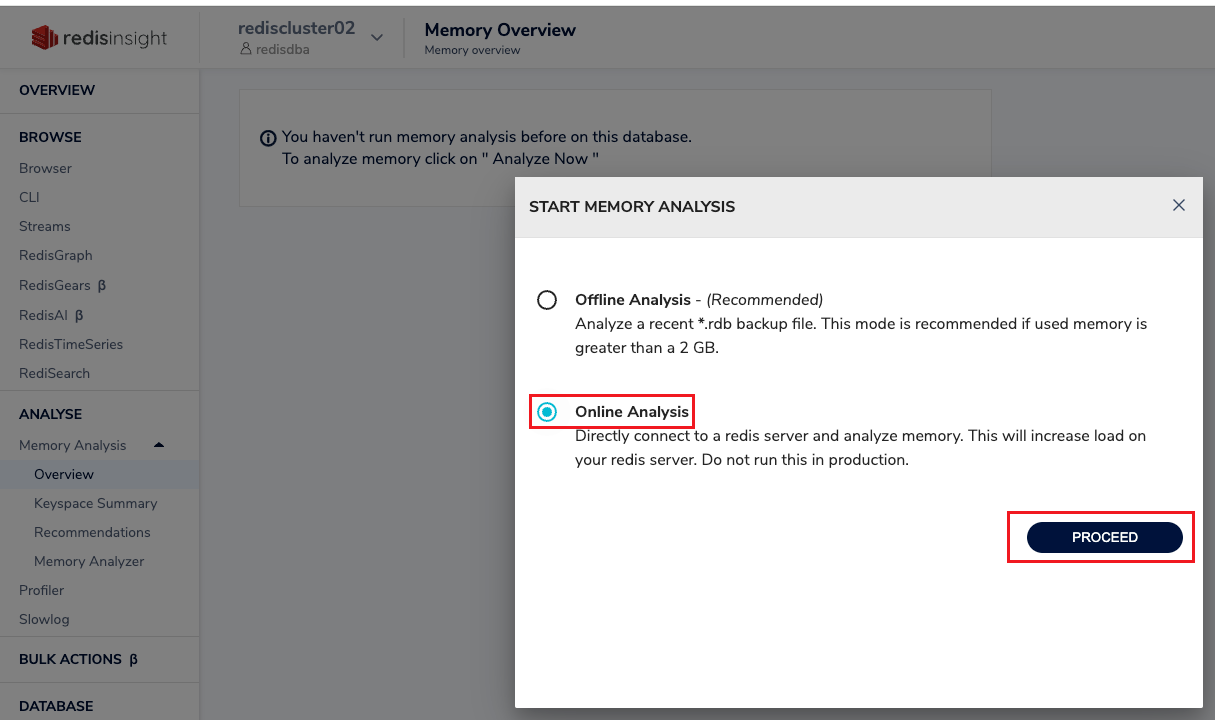 redisinsight
rediscluster02
redisdba
Memory Overview
Memory overview
OVERVIEW
BROWSE
Browser
CLI
Streams
RedisGraph
RedisGears β
RedisAI β
RedisTimeSeries
RediSearch
ANALYSE
Memory Analysis
Overview
Keyspace Summary
Recommendations
Memory Analyzer
Profiler
Slowlog
BULK ACTIONS β
DATABASE
You haven't run memory analysis before on this database.
To analyze memory click on " Analyze Now "
START MEMORY ANALYSIS
Offline Analysis - (Recommended)
Analyze a recent *.rdb backup file. This mode is recommended if used memory is
greater than a 2 GB.
Online Analysis
Directly connect to a redis server and analyze memory. This will increase load on
your redis server. Do not run this in production.
PROCEED